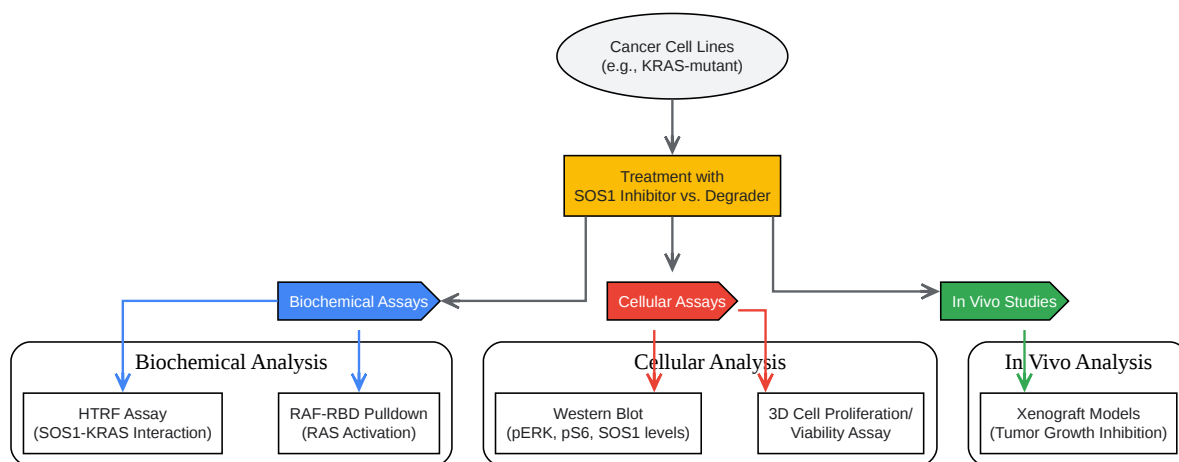 Cancer Cell Lines
(e.g., KRAS-mutant)
Treatment with
SOS1 Inhibitor vs. Degrader
Biochemical Assays
Cellular Assays
In Vivo Studies
Biochemical Analysis
Cellular Analysis
In Vivo Analysis
HTRF Assay
(SOS1-KRAS Interaction)
RAF-RBD Pulldown
(RAS Activation)
Western Blot
(pERK, pS6, SOS1 levels)
3D Cell Proliferation/
Viability Assay
Xenograft Models
(Tumor Growth Inhibition)